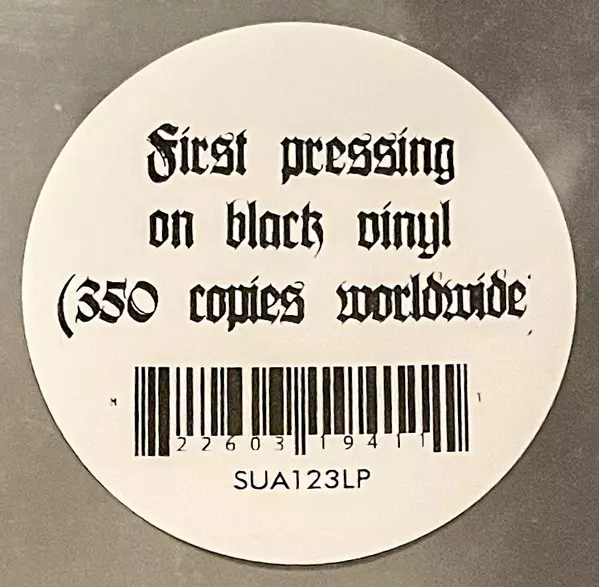 First pressing
on black vinyl
(350 copies worldwide
22603 19411
SUA123LP